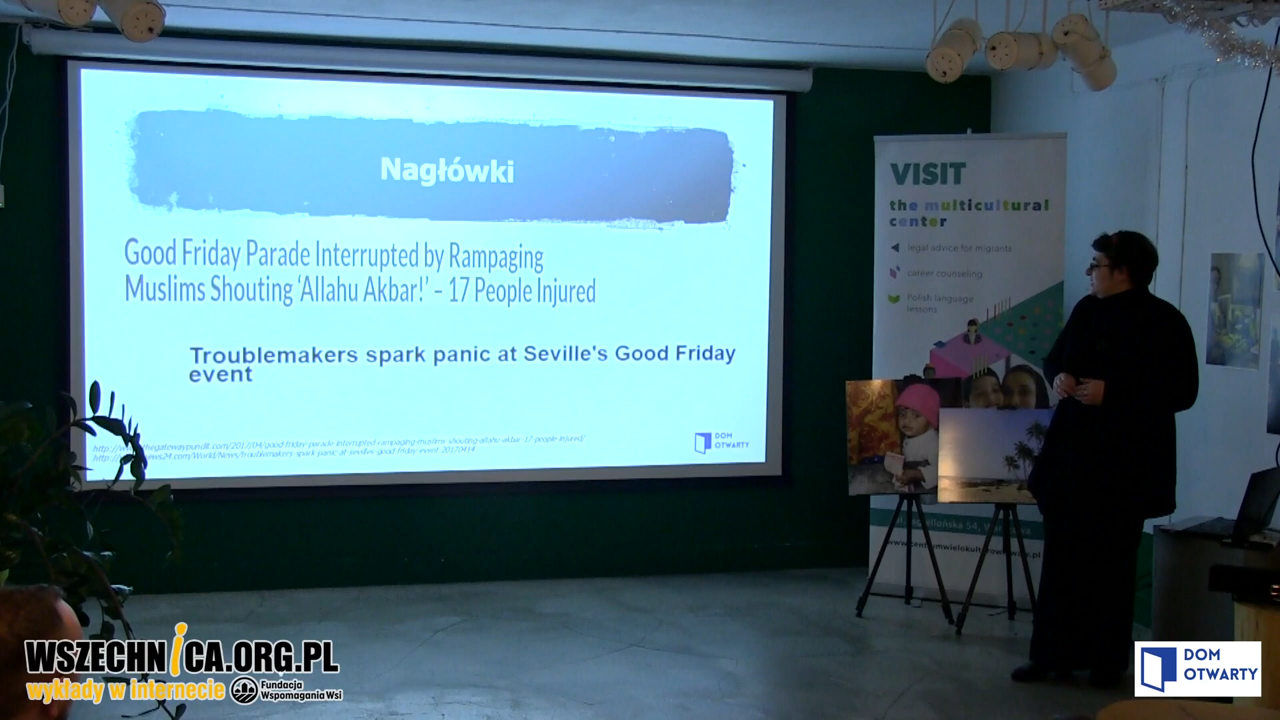 Nagłówki
Good Friday Parade Interrupted by Rampaging
Muslims Shouting ‘Allahu Akbar!’ – 17 People Injured
Troublemakers spark panic at Seville's Good Friday
event
DOM
OTWARTY
VISIT
the multicultural
center
legal advice for migrants
career counseling
Polish language
lessons
WSZECHNICA.ORG.PL
wykłady w internecie
Fundacja
Wspomagania Wsi
DOM
OTWARTY